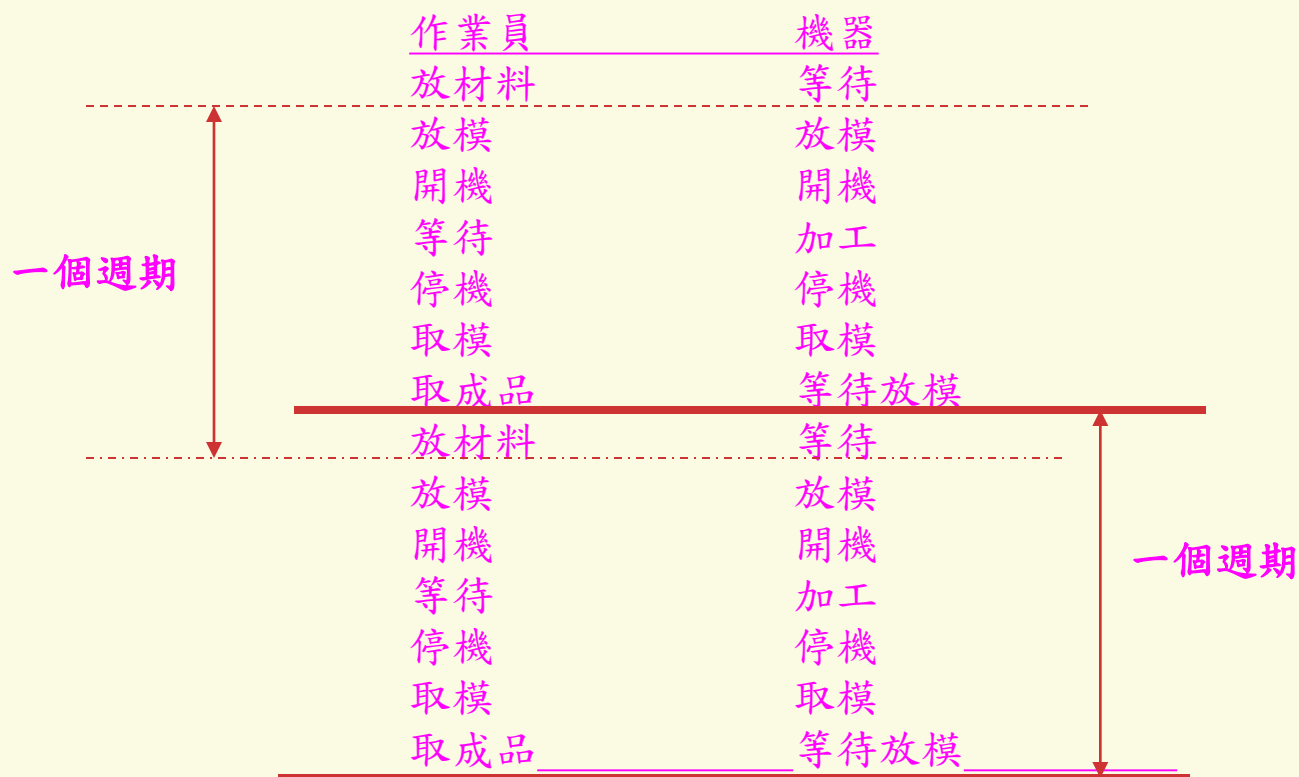 作業員 機器
放材料 等待
放模 放模
開機 開機
等待 加工
一個週期
停機 停機
取模 取模
取成品 等待放模
放材料 等待
放模 放模
開機 開機
一個週期
等待 加工
停機 停機
取模 取模
取成品 等待放模